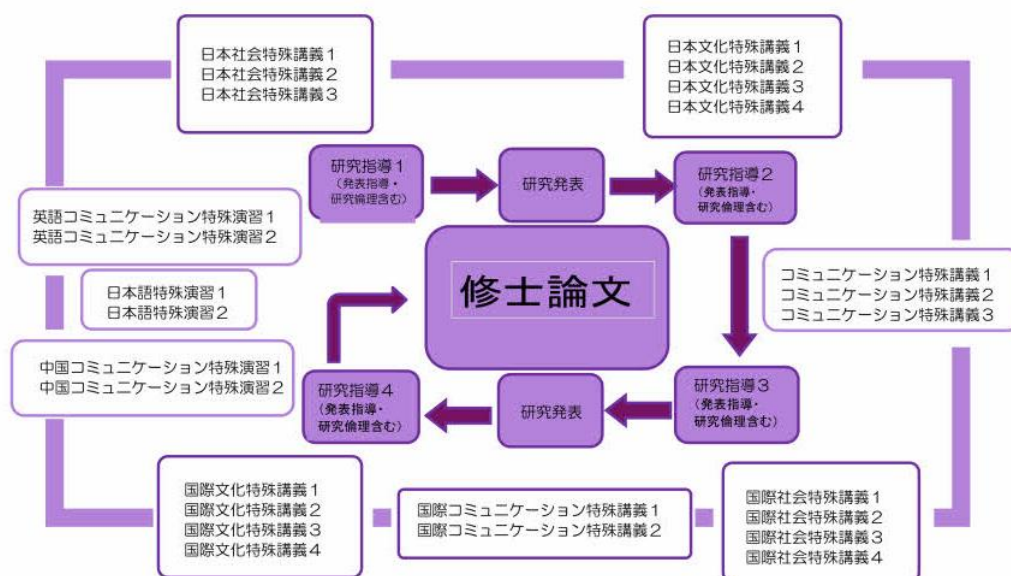 日本社会特殊講義1
日本社会特殊講義2
日本社会特殊講義3
日本文化特殊講義1
日本文化特殊講義2
日本文化特殊講義3
日本文化特殊講義4
研究指導1
(発表指導・
研究倫理含む)
研究発表
研究指導2
(発表指導・
研究倫理含む)
英語コミュニケーション特殊演習1
英語コミュニケーション特殊演習2
日本語特殊演習1
日本語特殊演習2
修士論文
コミュニケーション特殊講義1
コミュニケーション特殊講義2
コミュニケーション特殊講義3
中国コミュニケーション特殊演習1
中国コミュニケーション特殊演習2
研究指導4
(発表指導・
研究倫理含む)
研究発表
研究指導3
(発表指導・
研究倫理含む)
国際文化特殊講義1
国際文化特殊講義2
国際文化特殊講義3
国際文化特殊講義4
国際コミュニケーション特殊講義1
国際コミュニケーション特殊講義2
国際社会特殊講義1
国際社会特殊講義2
国際社会特殊講義3
国際社会特殊講義4